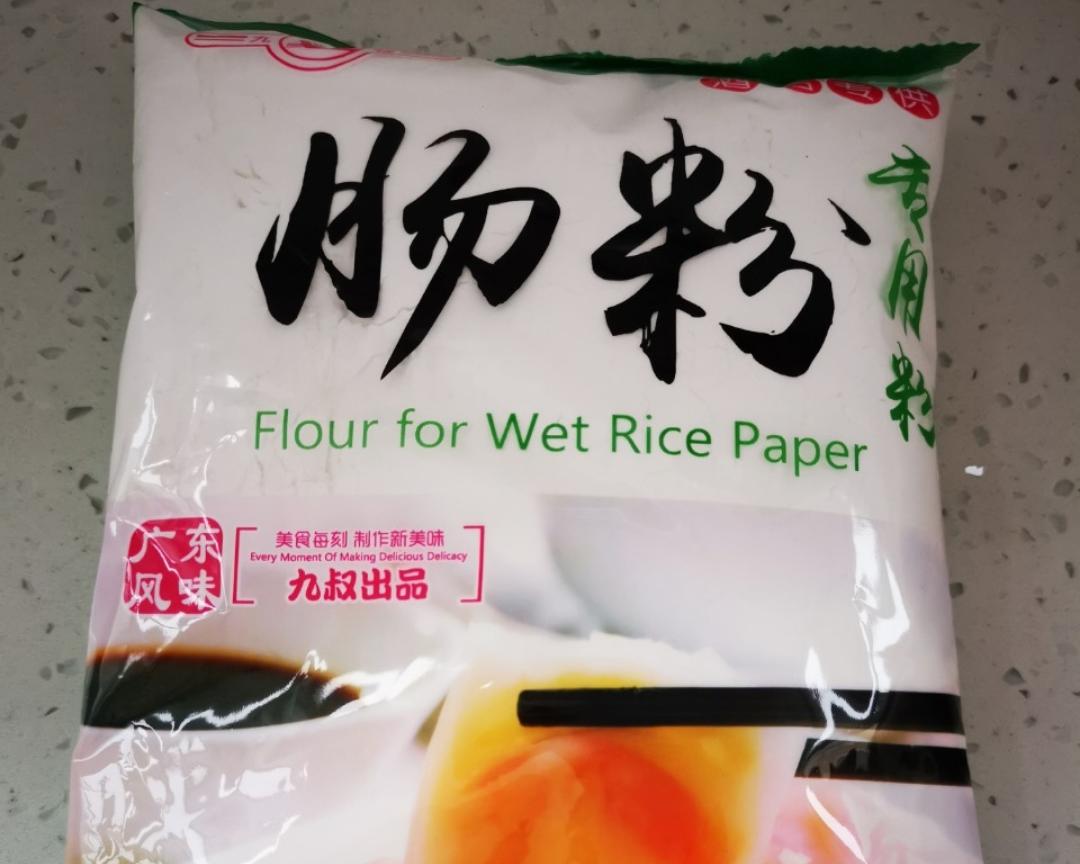 肠粉
专用粉
Flour for Wet Rice Paper
广东
风味
美食每刻 制作新美味
Every Moment Of Making Delicious Delicacy
九叔出品